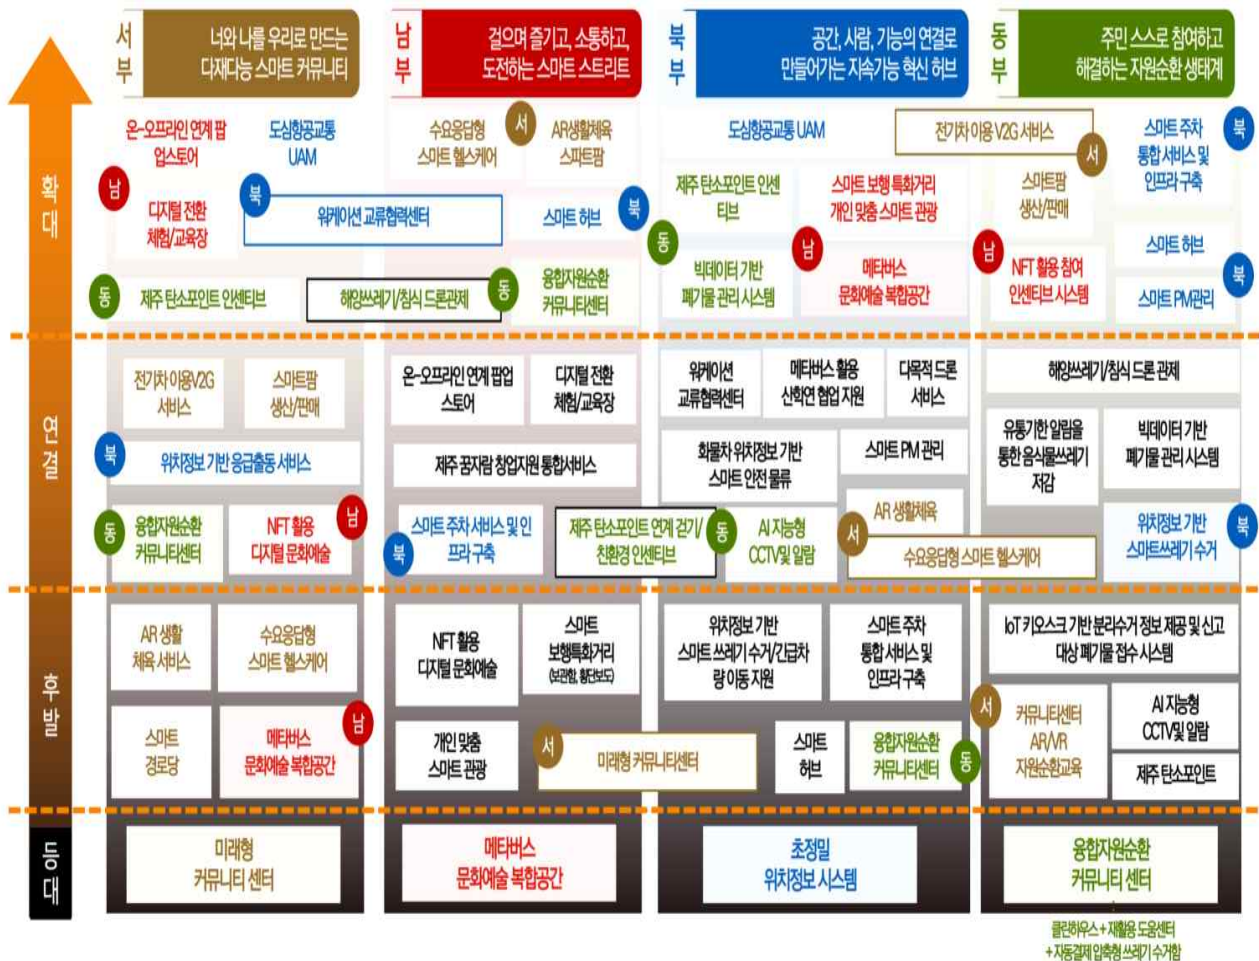 서부
너와 나를 우리로 만드는
다재다능 스마트 커뮤니티
남부
걸으며 즐기고, 소통하고,
도전하는 스마트 스트리트
북부
공간, 사람, 기능의 연결로
만들어가는 지속가능 혁신 허브
동부
주민 스스로 참여하고
해결하는 자원순환 생태계
확대
온-오프라인 연계 팝
업스토어
도심항공교통
UAM
남
디지털 전환
체험/교육장
북
워케이션 교류협력센터
동
제주 탄소포인트 인센티브
해양쓰레기/침식 드론관제
수요응답형
스마트 헬스케어
서
AR생활체육
스파트팜
스마트 허브
북
동
융합자원순환
커뮤니티센터
도심항공교통 UAM
전기차 이용 V2G 서비스
서
제주 탄소포인트 인센
티브
스마트 보행 특화거리
개인 맞춤 스마트 관광
동
빅데이터 기반
폐기물 관리 시스템
남
메타버스
문화예술 복합공간
스마트 주차
통합 서비스 및
인프라 구축
북
스마트팜
생산/판매
남
NFT 활용 참여
인센티브 시스템
스마트 허브
북
스마트 PM관리
연결
전기차 이용V2G
서비스
스마트팜
생산/판매
북
위치정보 기반 응급출동 서비스
동
융합자원순환
커뮤니티센터
NFT 활용
디지털 문화예술
남
온-오프라인 연계 팝업
스토어
디지털 전환
체험/교육장
제주 꿈자람 창업지원 통합서비스
북
스마트 주차 서비스 및 인
프라 구축
제주 탄소포인트 연계 걷기/
친환경 인센티브
동
워케이션
교류협력센터
메타버스 활용
산학연 협업 지원
다목적 드론
서비스
화물차 위치정보 기반
스마트 안전 물류
스마트 PM 관리
AI 지능형
CCTV및 알람
서
AR 생활체육
수요응답형 스마트 헬스케어
해양쓰레기/침식 드론 관제
유통기한 알림을
통한 음식물쓰레기
저감
빅데이터 기반
폐기물 관리 시스템
위치정보 기반
스마트쓰레기 수거
북
후발
AR 생활
체육 서비스
수요응답형
스마트 헬스케어
스마트
경로당
메타버스
문화예술 복합공간
남
NFT 활용
디지털 문화예술
스마트
보행특화거리
(보관함, 횡단보도)
개인 맞춤
스마트 관광
서
미래형 커뮤니티센터
위치정보 기반
스마트 쓰레기 수거/긴급차
량 이동 지원
스마트 주차
통합 서비스 및
인프라 구축
스마트
허브
융합자원순환
커뮤니티센터
동
IoT 키오스크 기반 분리수거 정보 제공 및 신고
대상 폐기물 접수 시스템
서
커뮤니티센터
AR/VR
자원순환교육
AI 지능형
CCTV및 알람
제주 탄소포인트
등대
미래형
커뮤니티 센터
메타버스
문화예술 복합공간
초정밀
위치정보 시스템
융합자원순환
커뮤니티 센터
클린하우스 + 재활용 도움센터
+ 자동결제 압축형 쓰레기 수거함